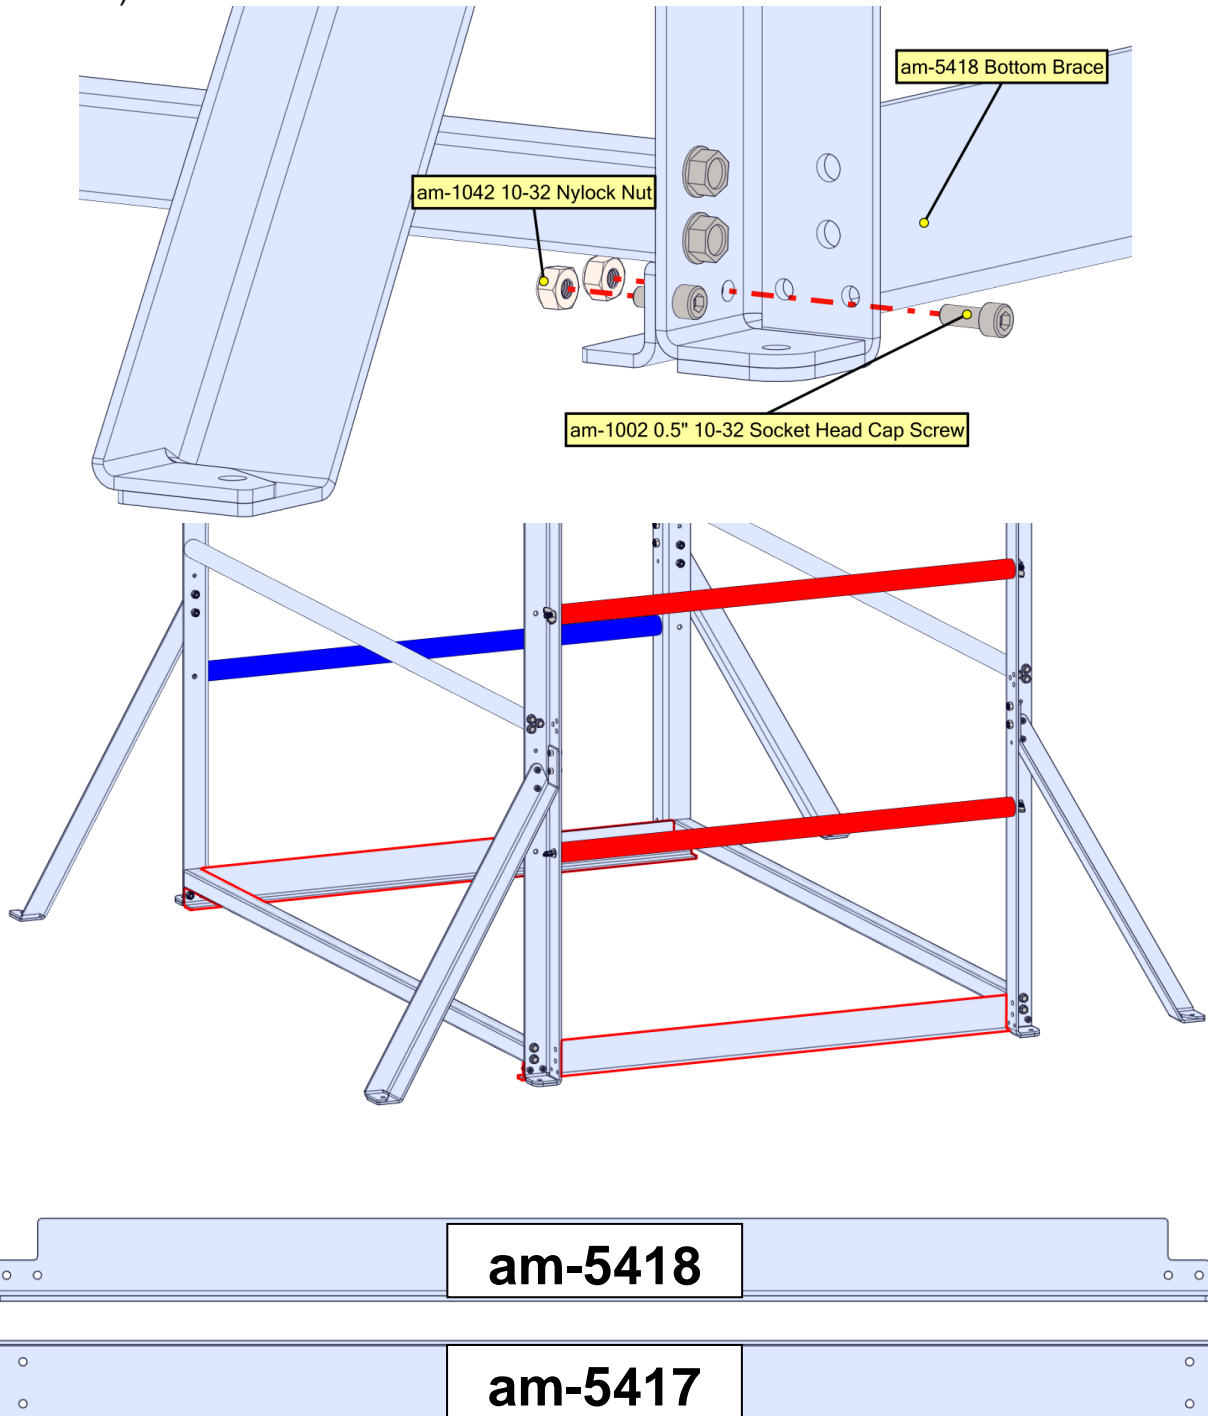 am-5418 Bottom Brace
am-1042 10-32 Nylock Nut
am-1002 0.5" 10-32 Socket Head Cap Screw
am-5418
am-5417